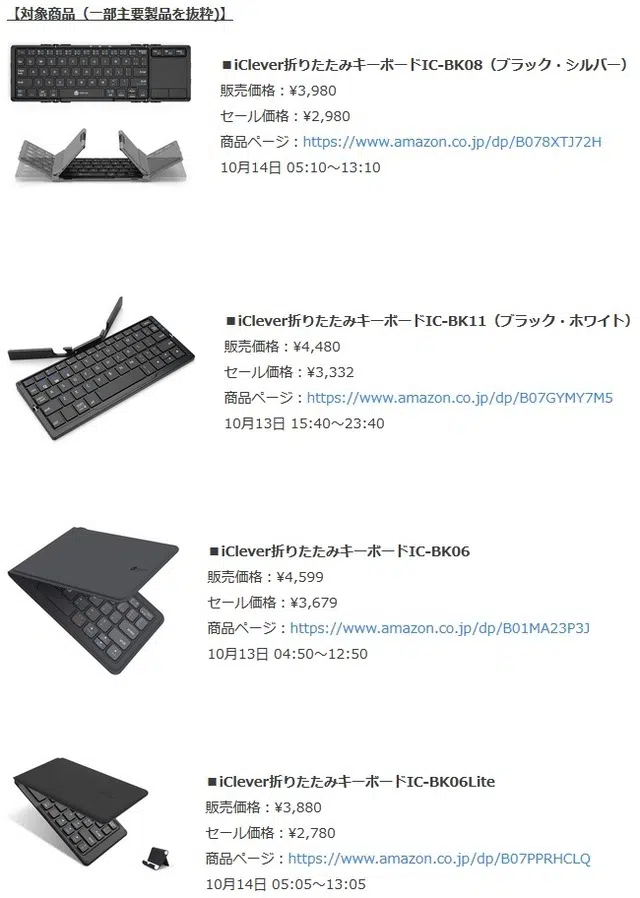 【対象商品（一部主要製品を抜粋）】
■iClever折りたたみキーボードIC-BK08（ブラック・シルバー）
販売価格：¥3,980
セール価格：¥2,980
商品ページ：https://www.amazon.co.jp/dp/B078XTJ72H
10月14日 05:10～13:10
■iClever折りたたみキーボードIC-BK11（ブラック・ホワイト）
販売価格：¥4,480
セール価格：¥3,332
商品ページ：https://www.amazon.co.jp/dp/B07GYMY7M5
10月13日 15:40～23:40
■iClever折りたたみキーボードIC-BK06
販売価格：¥4,599
セール価格：¥3,679
商品ページ：https://www.amazon.co.jp/dp/B01MA23P3J
10月13日 04:50～12:50
■iClever折りたたみキーボードIC-BK06Lite
販売価格：¥3,880
セール価格：¥2,780
商品ページ：https://www.amazon.co.jp/dp/B07PPRHCLQ
10月14日 05:05～13:05